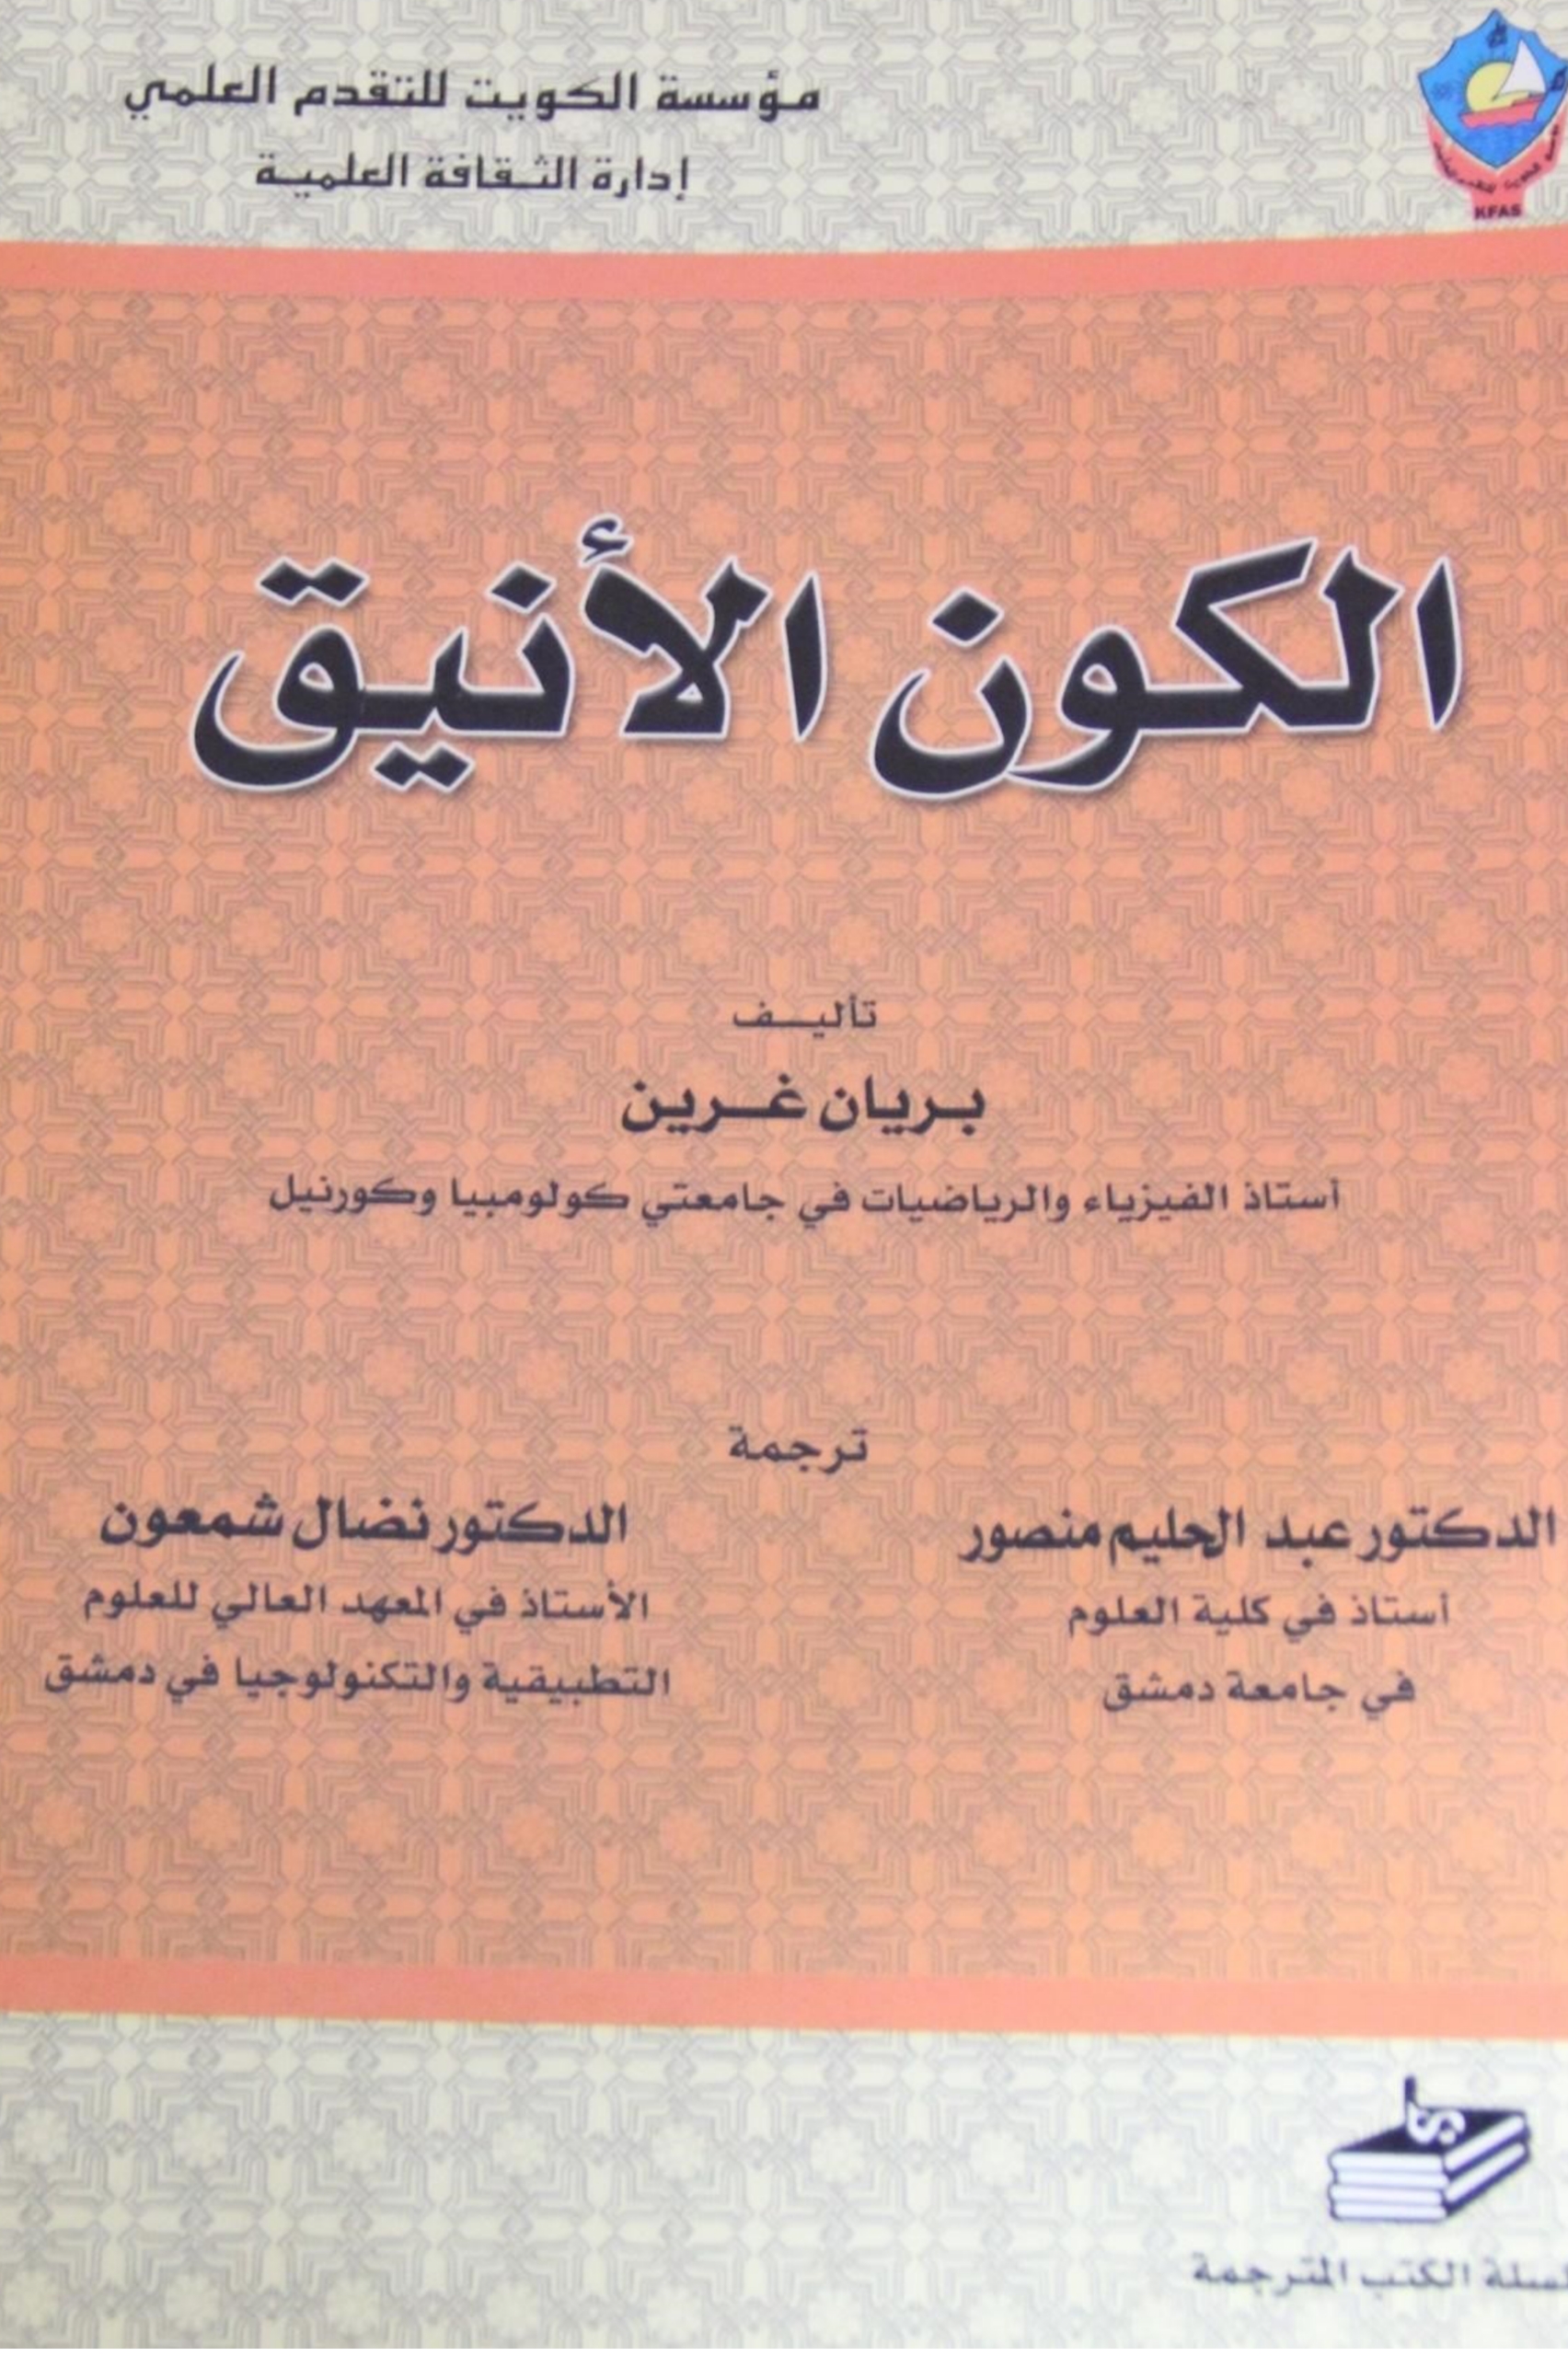 مؤسسة الكويت للتقدم العلمي
إدارة الثقافة العلمية
KFAS
الكون الأنيق
تأليف
بريان غرين
أستاذ الفيزياء والرياضيات في جامعتي كولومبيا وكورنيل
ترجمة
الدكتور عبد الحليم منصور
أستاذ في كلية العلوم
في جامعة دمشق
الدكتور نضال شمعون
الأستاذ في المعهد العالي للعلوم
التطبيقية والتكنولوجيا في دمشق
الكتب المترجمة